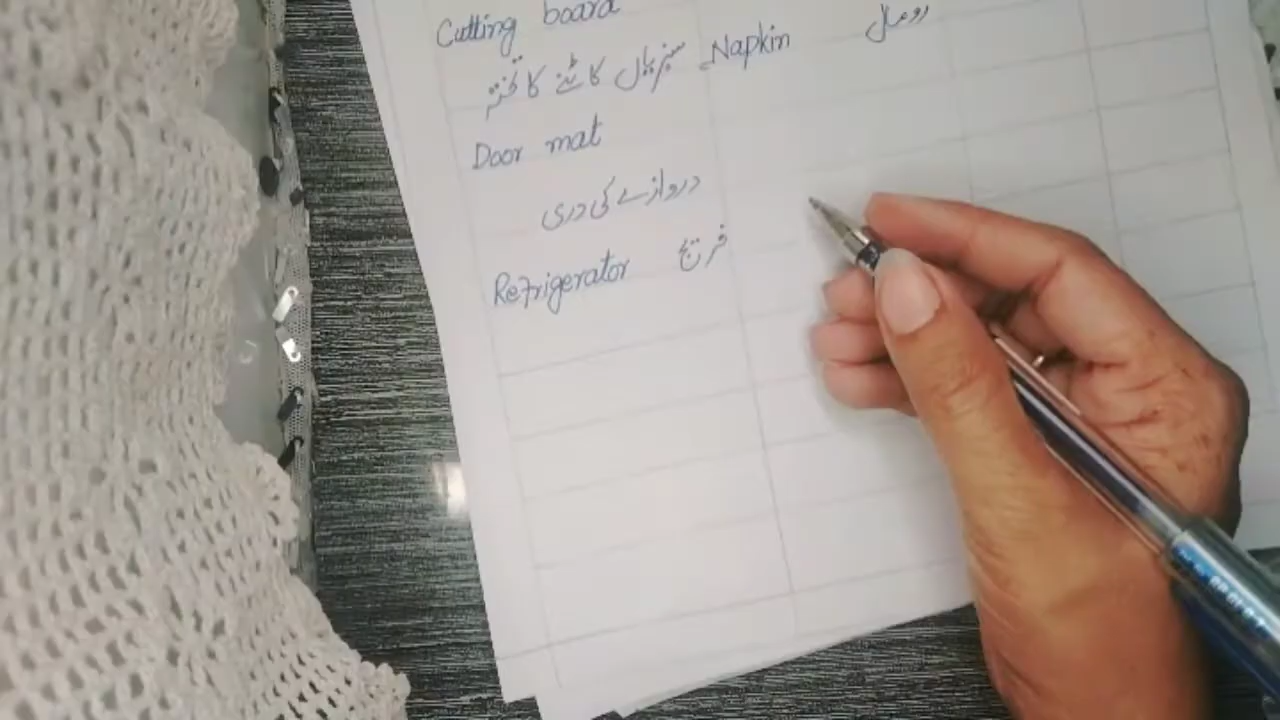 Cutting board
سبزیاں کاٹنے کا تختہ
Napkin رومال
Door mat
دروازے کی دری
Refrigerator فریج